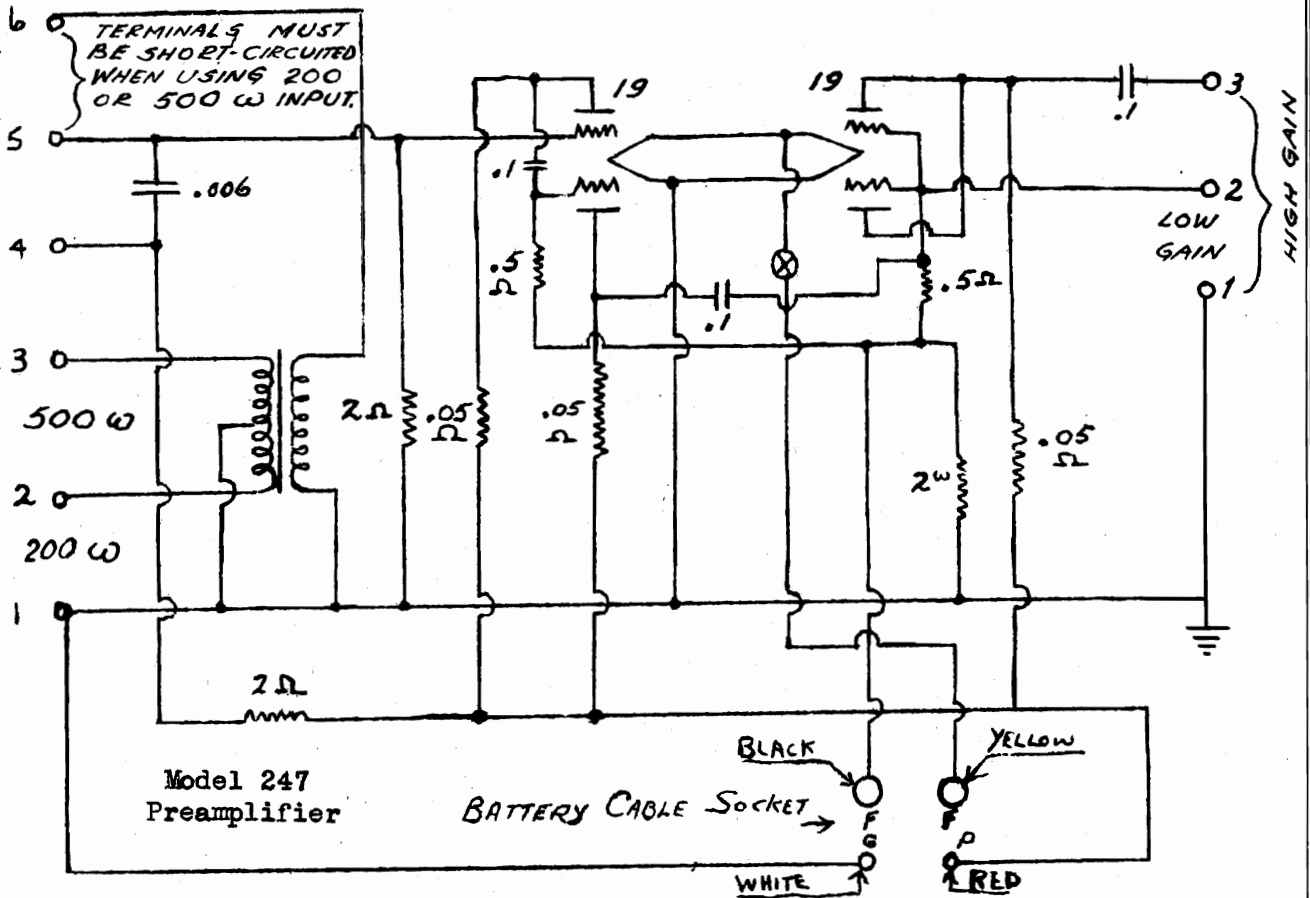 6
TERMINALS MUST
BE SHORT-CIRCUITED
WHEN USING 200
OR 500 ω INPUT.
5
.006
4
3
500 ω
2
200 ω
1
19
19
.1
.5
Ω
.1
.5Ω
2Ω
.05
Ω
.05
Ω
2ω
.05
Ω
2Ω
.1
3
2
LOW
GAIN
1
HIGH GAIN
Model 247
Preamplifier
BATTERY CABLE SOCKET
BLACK
YELLOW
F
F
G
P
WHITE
RED